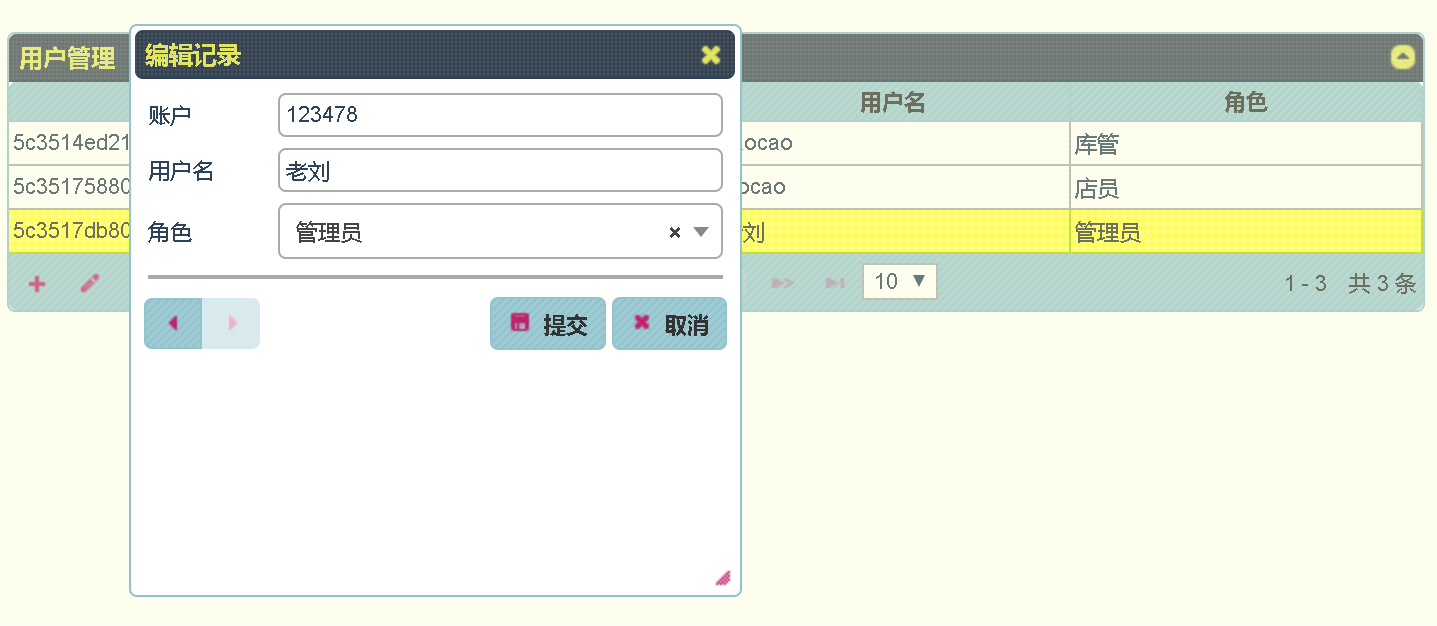 用户管理
编辑记录
用户名 角色
账户 123478
用户名 老刘
角色 管理员
5c3514ed21 ocao 库管
5c35175880 ocao 店员
5c3517db80 刘 管理员
10
1 - 3 共 3 条
提交 取消